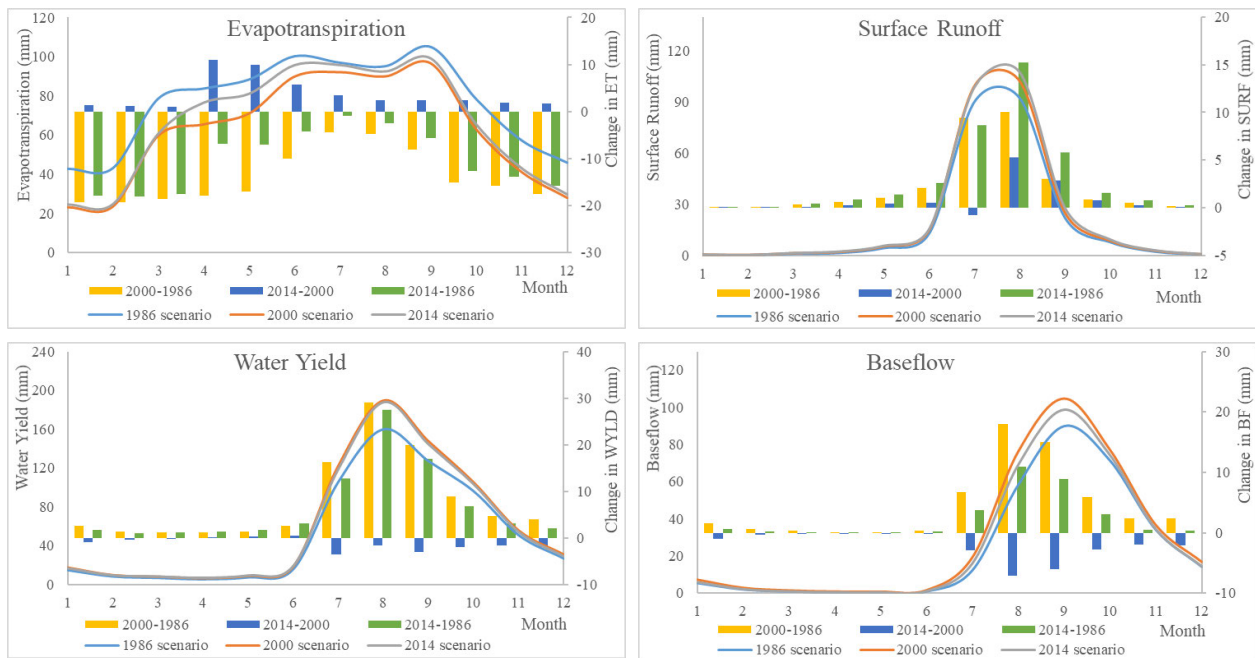 Evapotranspiration
Evapotranspiration (mm)
120
100
80
60
40
20
0
20
10
0
-10
-20
-30
Change in ET (mm)
1 2 3 4 5 6 7 8 9 10 11 12
Month
2000-1986 2014-2000 2014-1986
1986 scenario 2000 scenario 2014 scenario
Surface Runoff
Surface Runoff (mm)
120
90
60
30
0
20
15
10
5
0
-5
Change in SURF (mm)
1 2 3 4 5 6 7 8 9 10 11 12
Month
2000-1986 2014-2000 2014-1986
1986 scenario 2000 scenario 2014 scenario
Water Yield
Water Yield (mm)
240
200
160
120
80
40
0
40
30
20
10
0
-10
Change in WYLD (mm)
1 2 3 4 5 6 7 8 9 10 11 12
Month
2000-1986 2014-2000 2014-1986
1986 scenario 2000 scenario 2014 scenario
Baseflow
Baseflow (mm)
120
100
80
60
40
20
0
30
20
10
0
-10
Change in BF (mm)
1 2 3 4 5 6 7 8 9 10 11 12
Month
2000-1986 2014-2000 2014-1986
1986 scenario 2000 scenario 2014 scenario